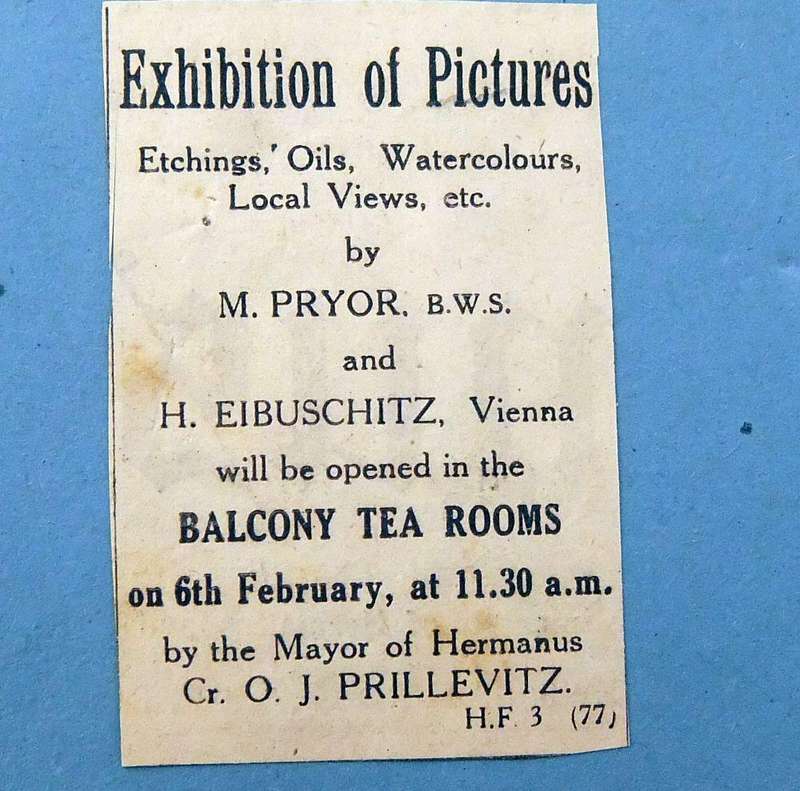 Exhibition of Pictures
Etchings,' Oils, Watercolours,
Local Views, etc.
by
M. PRYOR. B.W.S.
and
H. EIBUSCHITZ, Vienna
will be opened in the
BALCONY TEA ROOMS
on 6th February, at 11.30 a.m.
by the Mayor of Hermanus
Cr. O. J. PRILLEVITZ.
H.F. 3 (77)